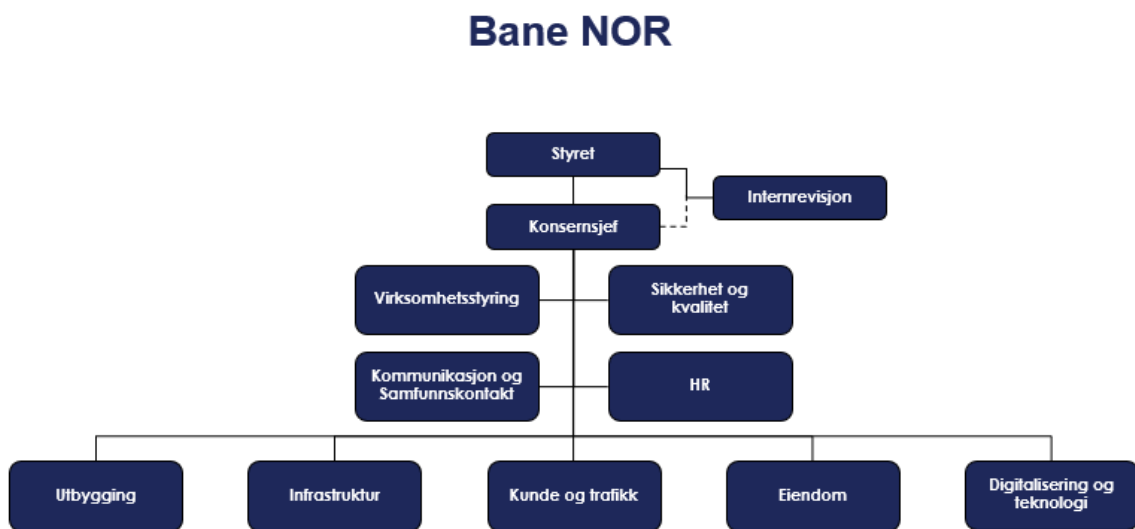 Bane NOR
Styret
Internrevisjon
Konsernsjef
Virksomhetsstyring
Sikkerhet og
kvalitet
Kommunikasjon og
Samfunnskontakt
HR
Utbygging
Infrastruktur
Kunde og trafikk
Eiendom
Digitalisering og
teknologi